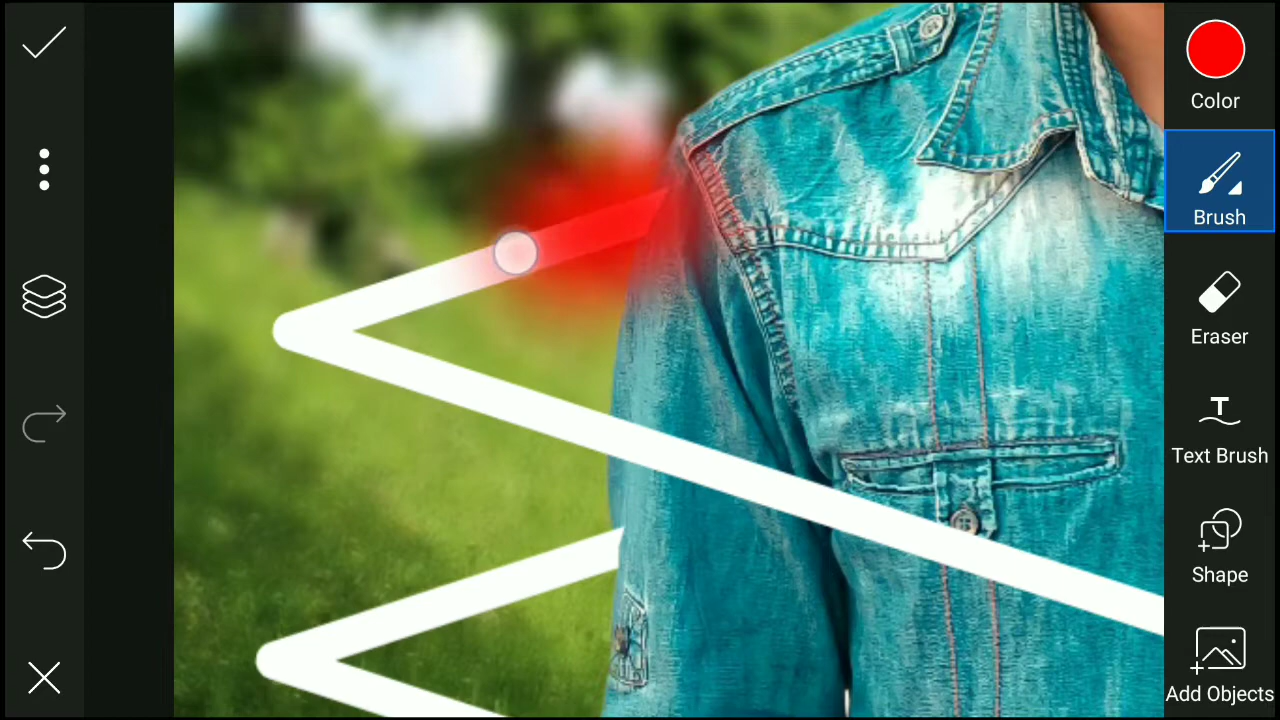 Color
Brush
Eraser
T
Text Brush
Shape
Add Objects